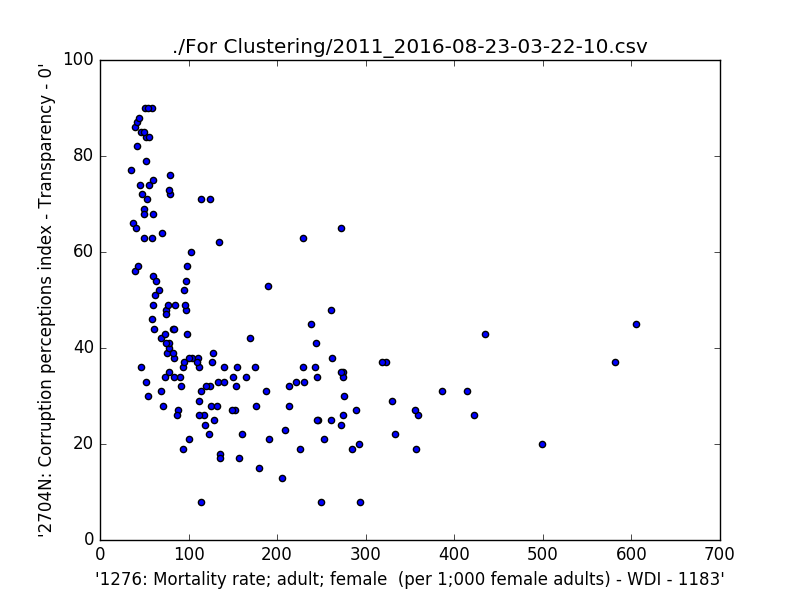 ./For Clustering/2011_2016-08-23-03-22-10.csv
'2704N: Corruption perceptions index - Transparency - 0'
100
80
60
40
20
0
0 100 200 300 400 500 600 700
'1276: Mortality rate; adult; female (per 1;000 female adults) - WDI - 1183'